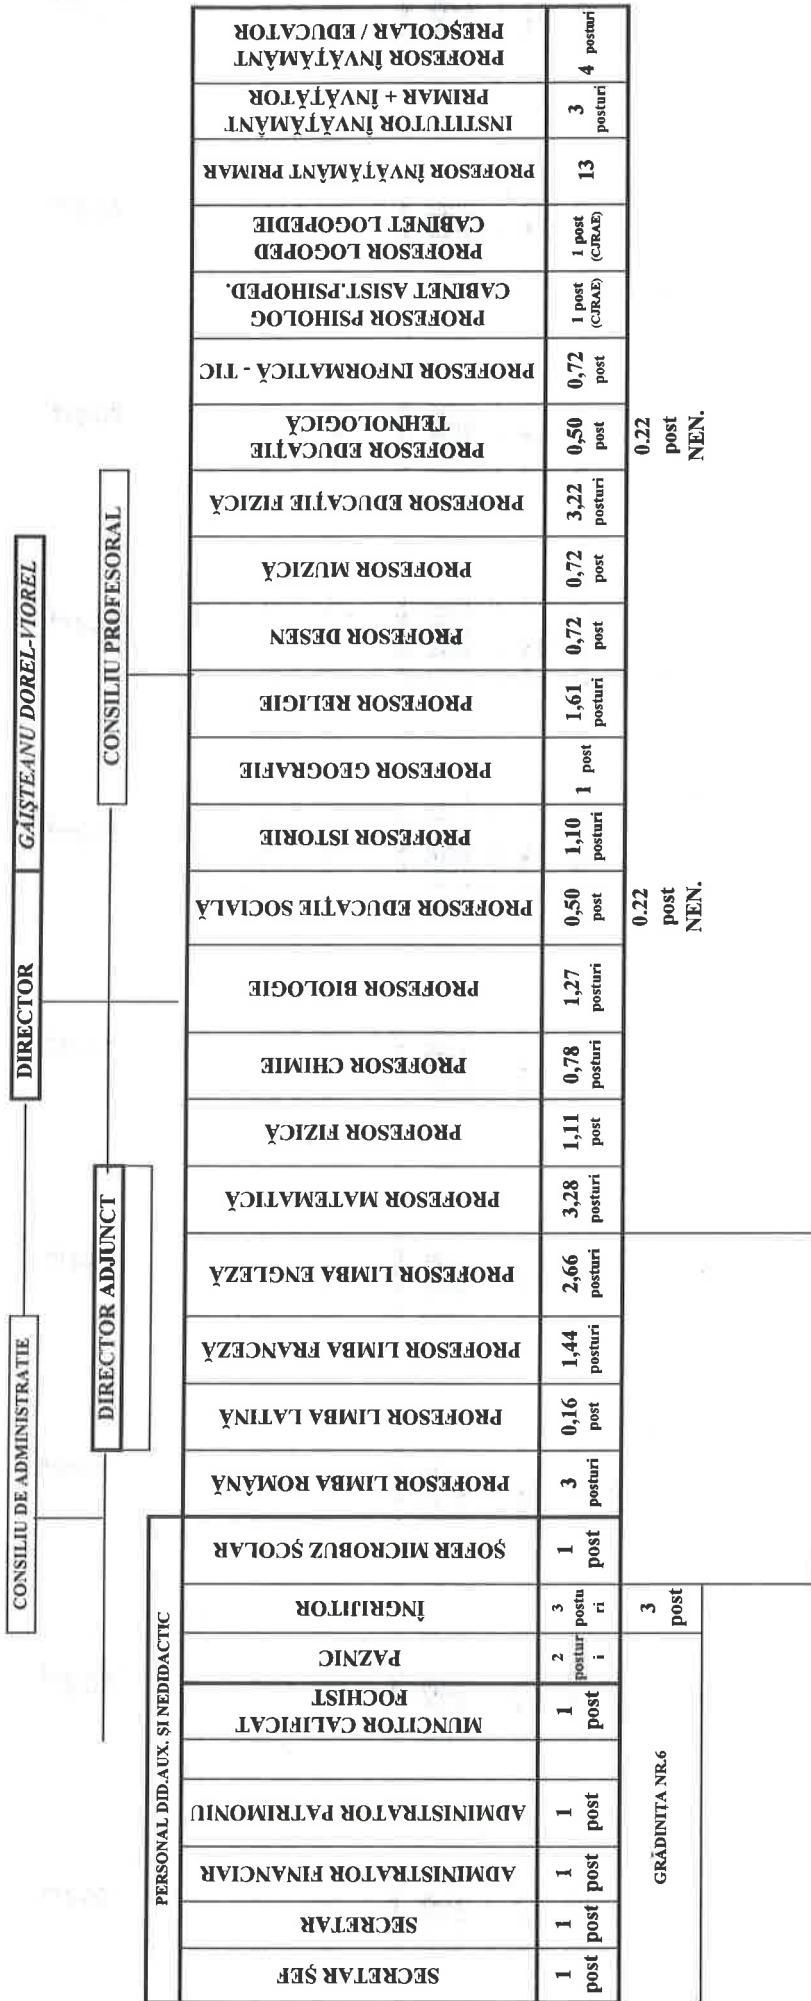 CONSILIU DE ADMINISTRATIE
DIRECTOR
GĂIȘTEANU DOREL-VIOREL
DIRECTOR ADJUNCT
CONSILIU PROFESORAL
PERSONAL DID.AUX. ȘI NEDIDACTIC
SECRETAR ȘEF
1
post
SECRETAR
1
post
ADMINISTRATOR FINANCIAR
1
post
ADMINISTRATOR PATRIMONIU
1
post
MUNCITOR CALIFICAT
FOCHIST
1
post
PAZNIC
2
postur
i
ÎNGRIJITOR
3
postu
ri
ȘOFER MICROBUZ ȘCOLAR
1
post
PROFESOR LIMBA ROMÂNĂ
3
posturi
PROFESOR LIMBA LATINĂ
0,16
post
PROFESOR LIMBA FRANCEZĂ
1,44
posturi
PROFESOR LIMBA ENGLEZĂ
2,66
posturi
PROFESOR MATEMATICĂ
3,28
posturi
PROFESOR FIZICĂ
1,11
post
PROFESOR CHIMIE
0,78
posturi
PROFESOR BIOLOGIE
1,27
posturi
PROFESOR EDUCAȚIE SOCIALĂ
0,50
post
PROFESOR ISTORIE
1,10
posturi
PROFESOR GEOGRAFIE
1 post
PROFESOR RELIGIE
1,61
posturi
PROFESOR DESEN
0,72
post
PROFESOR MUZICĂ
0,72
post
PROFESOR EDUCAȚIE FIZICĂ
3,22
posturi
PROFESOR EDUCAȚIE
TEHNOLOGICĂ
0,50
post
PROFESOR INFORMATICĂ - TIC
0,72
post
PROFESOR PSIHOLOG
CABINET ASIST.PSIHOPED.
1 post
(CJRAE)
PROFESOR LOGOPED
CABINET LOGOPEDIE
1 post
(CJRAE)
PROFESOR ÎNVĂȚĂMÂNT PRIMAR
13
INSTITUTOR ÎNVĂȚĂMÂNT
PRIMAR + ÎNVĂȚĂTOR
3
posturi
PROFESOR ÎNVĂȚĂMÂNT
PREȘCOLAR / EDUCATOR
4 posturi
GRĂDINIȚA NR.6
3
post
0.22
post
NEN.
0.22
post
NEN.